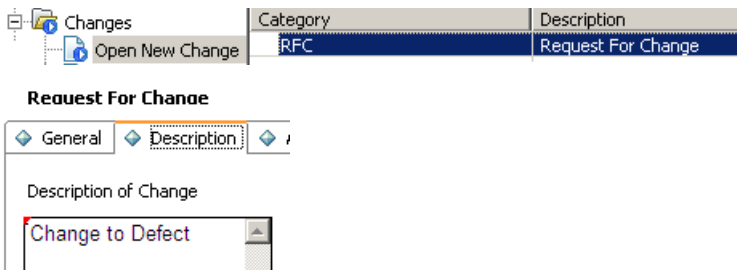 Changes
Category Description
Open New Change
RFC Request For Change
Request For Change
General Description
Description of Change
Change to Defect